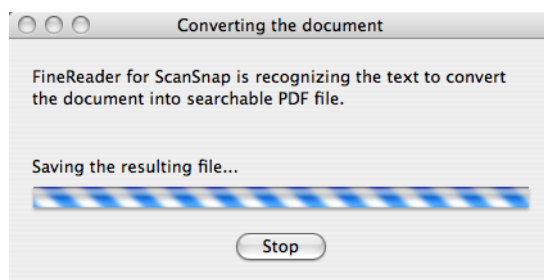 Converting the document
FineReader for ScanSnap is recognizing the text to convert
the document into searchable PDF file.
Saving the resulting file...
Stop